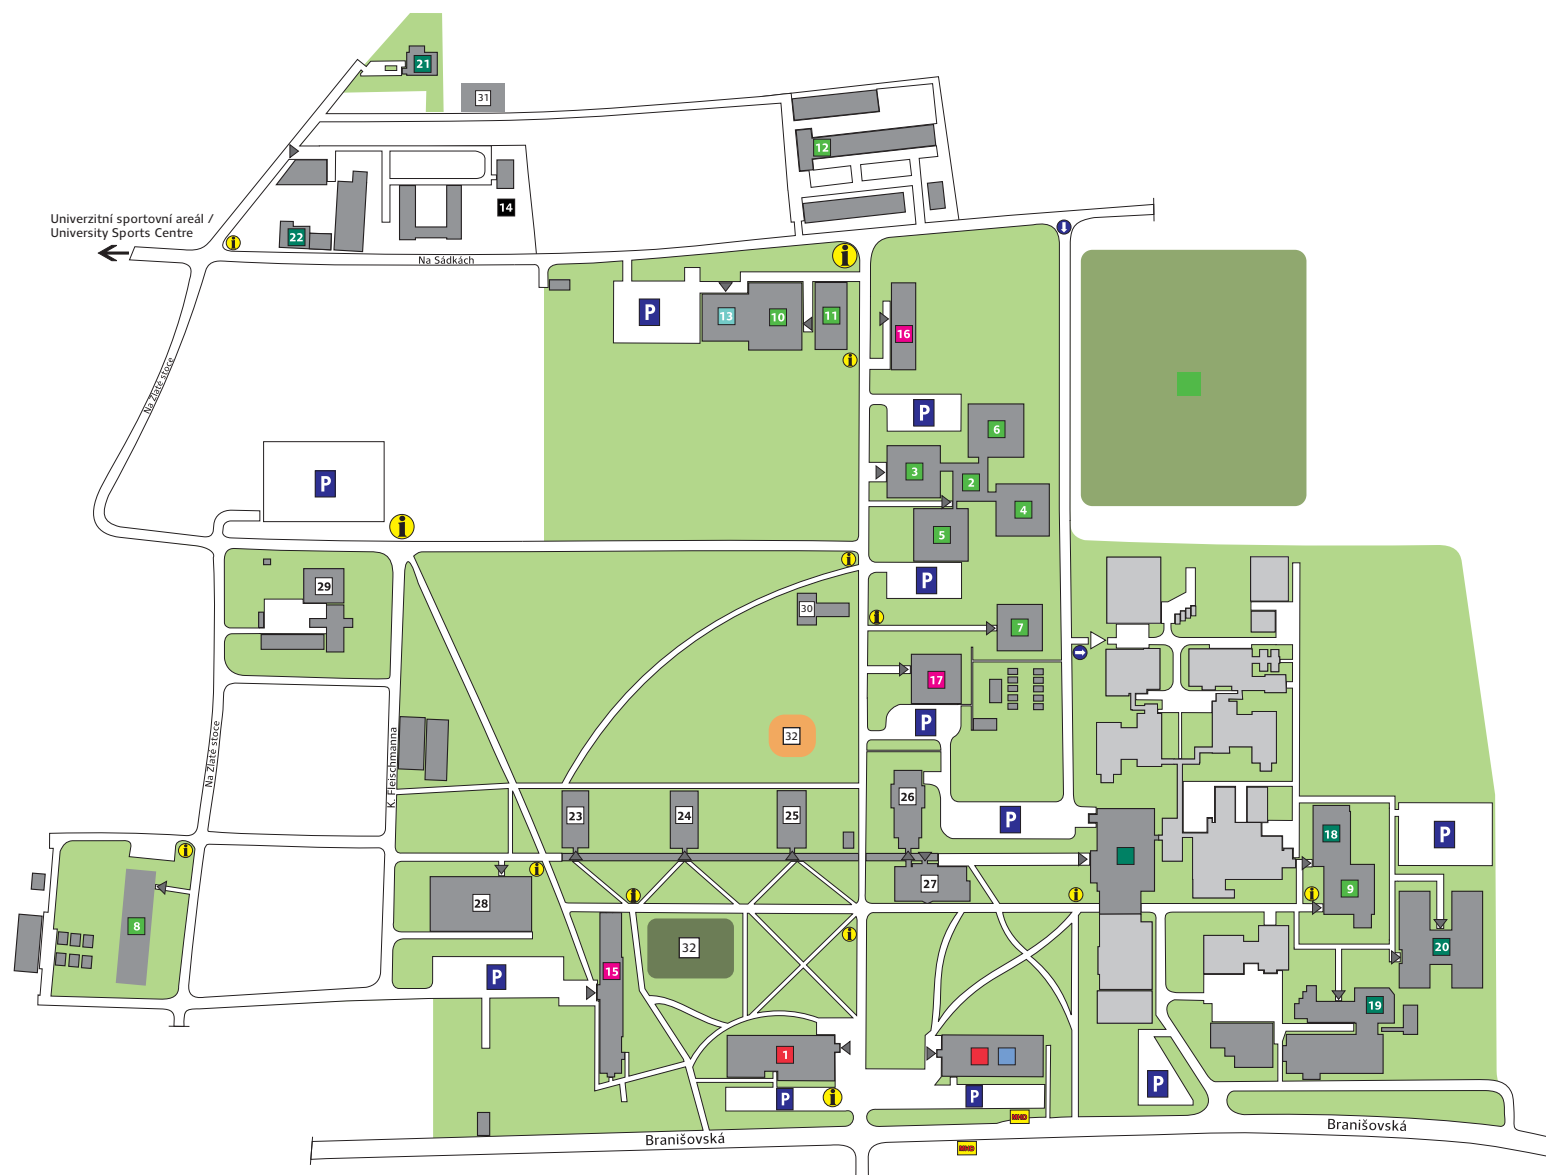 21
31
12
14
Univerzitní sportovní areál /
University Sports Centre
22
i
i
Na Sádkách
P
13
10
11
16
i
Na Zlaté stoce
P
6
3
2
P
4
5
i
i
P
29
30
i
7
17
32
P
Na Zlaté stoce
K. Fleischmanna
26
23
24
25
P
18
P
i
i
27
i
i
i
9
28
8
i
32
20
15
P
19
1
P
P
i
P
MHD
MHD
Branišovská
Branišovská